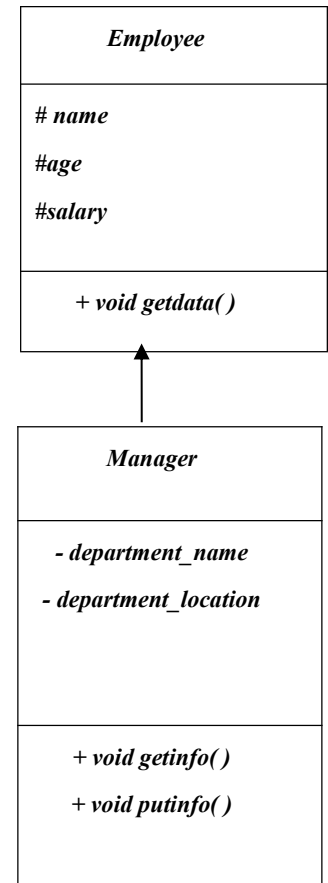 Employee
# name
#age
#salary
+ void getdata( )
Manager
- department_name
- department_location
+ void getinfo( )
+ void putinfo( )